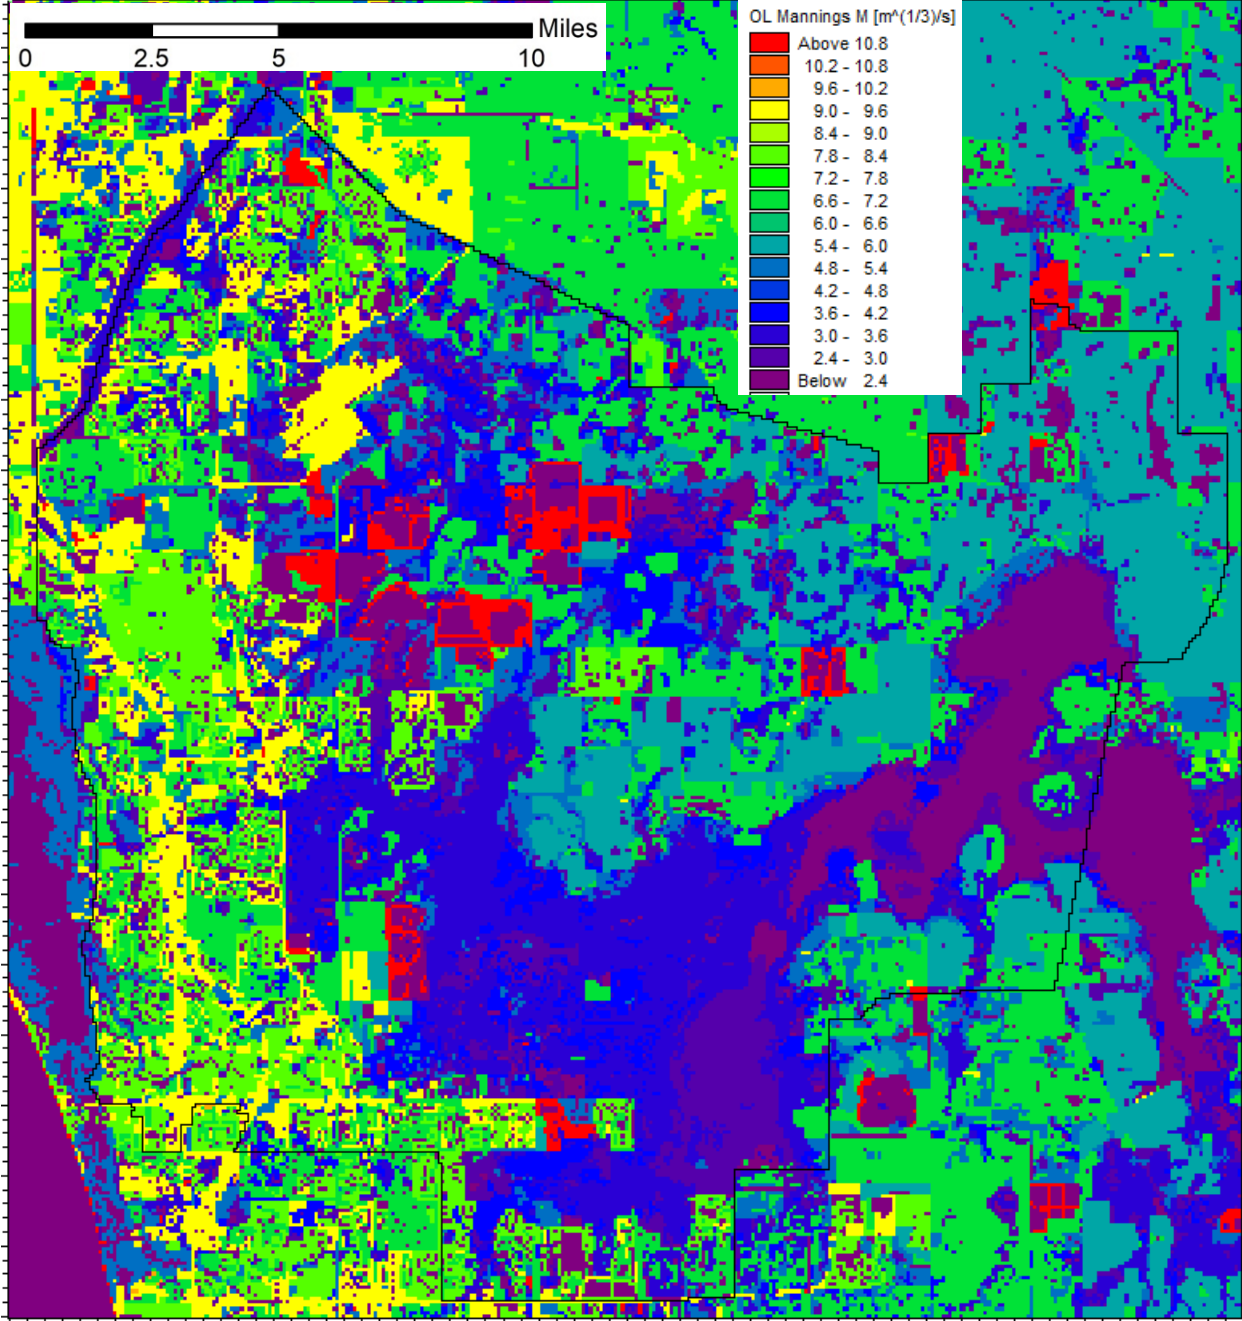 Miles
0 2.5 5 10
OL Mannings M [m^(1/3)/s]
Above 10.8
10.2 - 10.8
9.6 - 10.2
9.0 - 9.6
8.4 - 9.0
7.8 - 8.4
7.2 - 7.8
6.6 - 7.2
6.0 - 6.6
5.4 - 6.0
4.8 - 5.4
4.2 - 4.8
3.6 - 4.2
3.0 - 3.6
2.4 - 3.0
Below 2.4